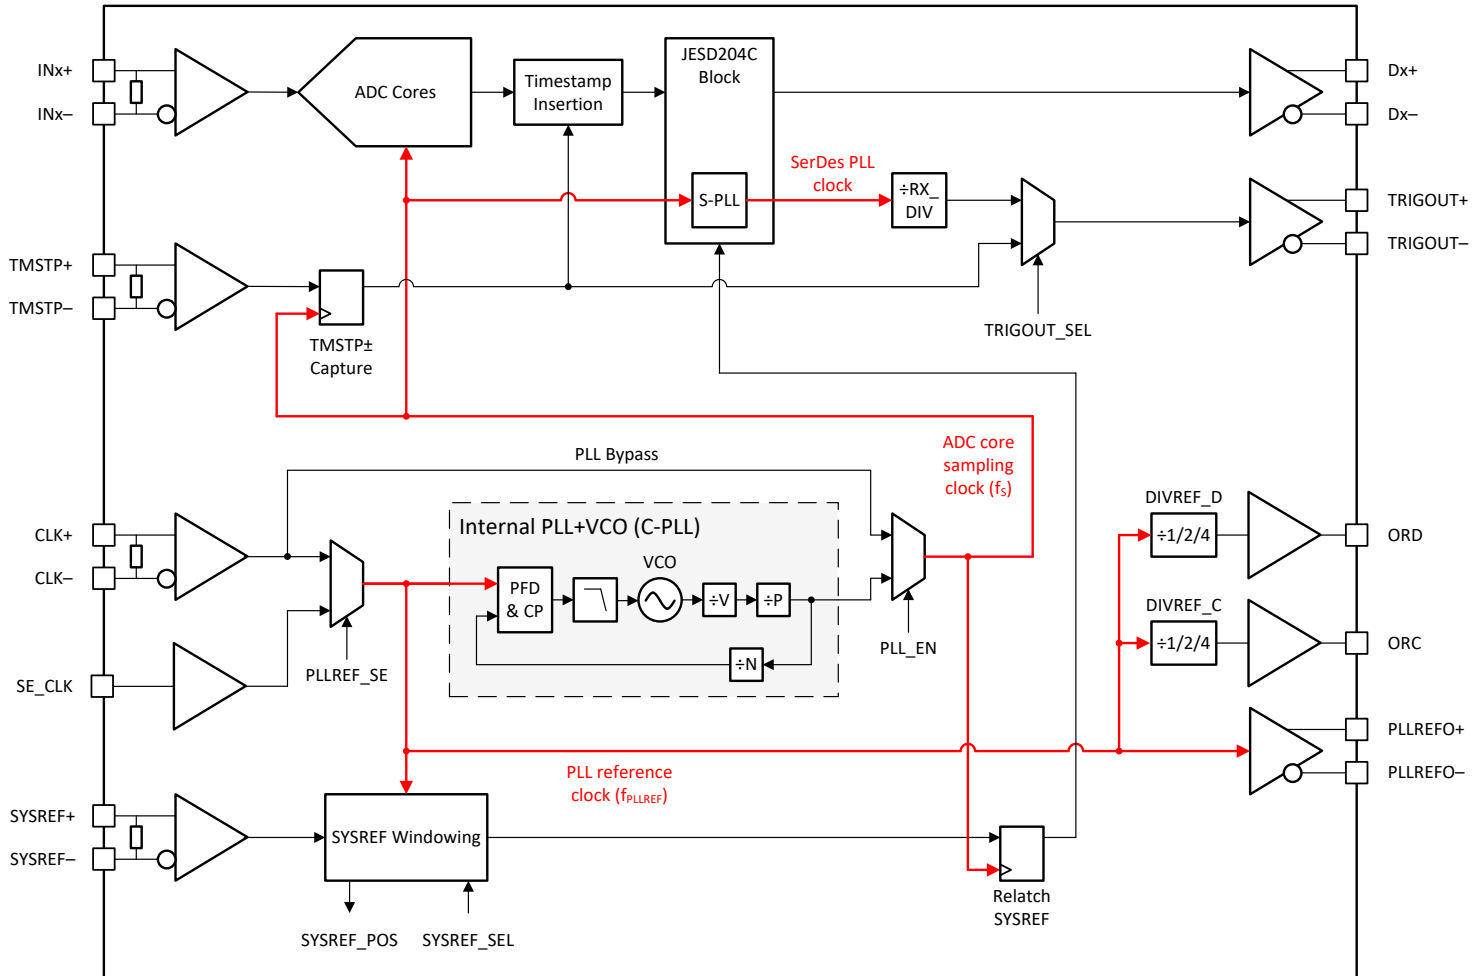 INx+
INx–
ADC Cores
Timestamp
Insertion
JESD204C
Block
S-PLL
SerDes PLL
clock
÷RX_
DIV
Dx+
Dx–
TRIGOUT+
TRIGOUT–
TMSTP+
TMSTP–
TMSTP±
Capture
TRIGOUT_SEL
PLL Bypass
ADC core
sampling
clock (fS)
CLK+
CLK–
Internal PLL+VCO (C-PLL)
VCO
PFD
& CP
÷V
÷P
÷N
PLLREF_SE
PLL_EN
SE_CLK
DIVREF_D
÷1/2/4
ORD
DIVREF_C
÷1/2/4
ORC
PLLREFO+
PLLREFO–
PLL reference
clock (fPLLREF)
SYSREF+
SYSREF–
SYSREF Windowing
SYSREF_POS
SYSREF_SEL
Relatch
SYSREF